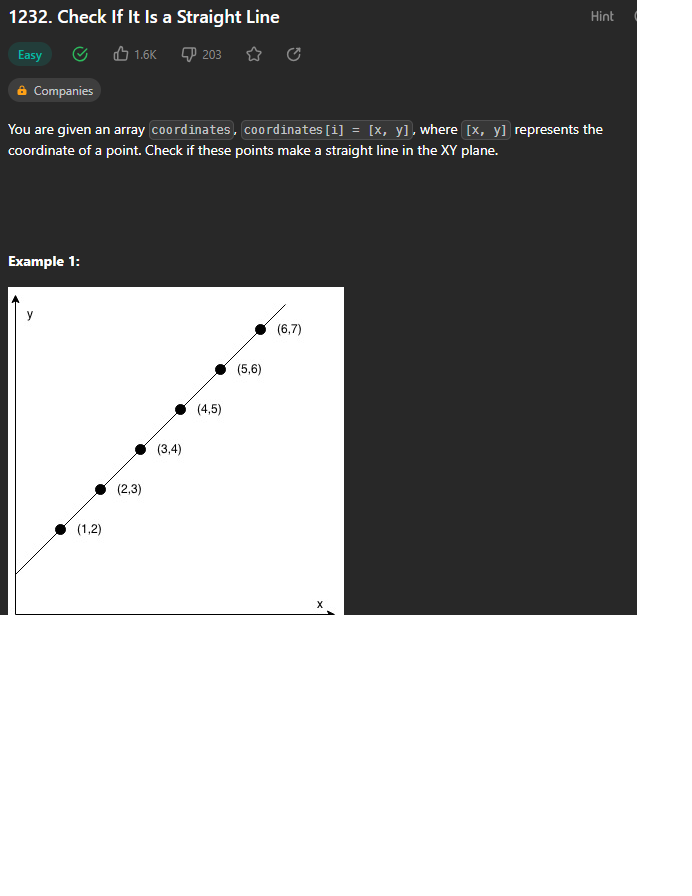 1232. Check If It Is a Straight Line
Hint
Easy 1.6K 203
Companies
You are given an array coordinates, coordinates[i] = [x, y], where [x, y] represents the
coordinate of a point. Check if these points make a straight line in the XY plane.
Example 1:
y
(6,7)
(5,6)
(4,5)
(3,4)
(2,3)
(1,2)
x